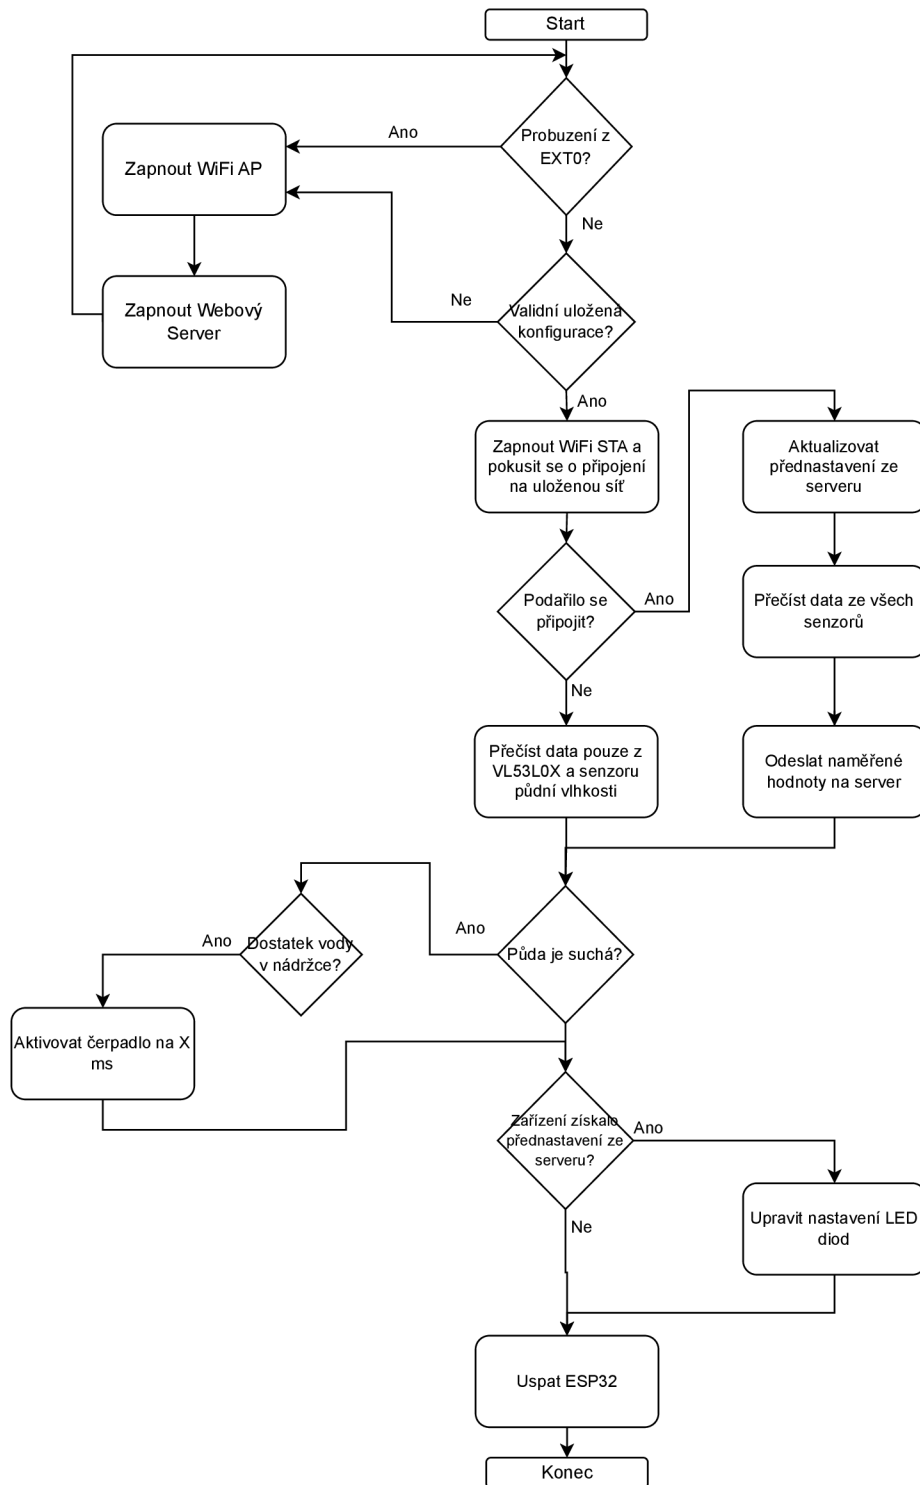 Start
Probuzení z
EXT0?
Ano
Zapnout WiFi AP
Ne
Zapnout Webový
Server
Ne
Validní uložená
konfigurace?
Ano
Zapnout WiFi STA a
pokusit se o připojení
na uloženou síť
Aktualizovat
přednastavení ze
serveru
Podařilo se
připojit?
Ano
Přečíst data ze všech
senzorů
Ne
Přečíst data pouze z
VL53L0X a senzoru
půdní vlhkosti
Odeslat naměřené
hodnoty na server
Půda je suchá?
Ano
Dostatek vody
v nádržce?
Ano
Aktivovat čerpadlo na X
ms
Zařízení získalo
přednastavení ze
serveru?
Ano
Upravit nastavení LED
diod
Ne
Uspat ESP32
Konec